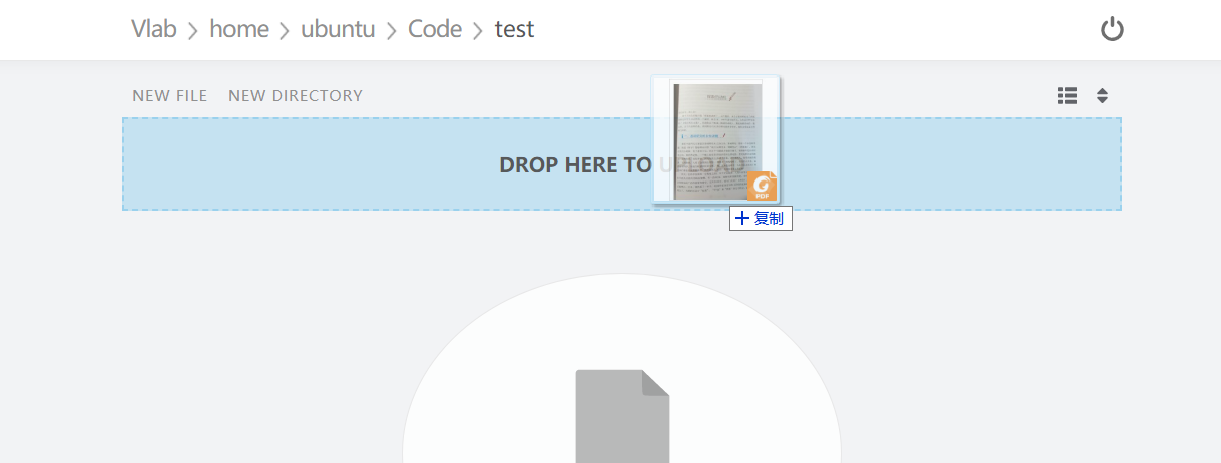 Vlab > home > ubuntu > Code > test
NEW FILE NEW DIRECTORY
DROP HERE TO UPLOAD
PDF
+ 复制